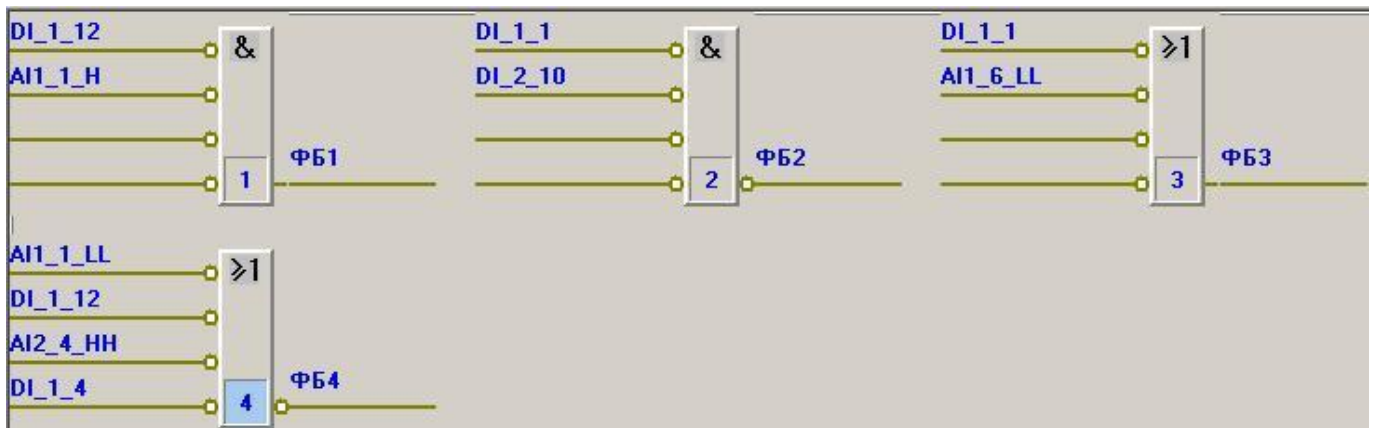 DI_1_12
&
AI1_1_H
ФБ1
1
DI_1_1
&
DI_2_10
ФБ2
2
DI_1_1
⩾1
AI1_6_LL
ФБ3
3
AI1_1_LL
⩾1
DI_1_12
AI2_4_HH
DI_1_4
ФБ4
4